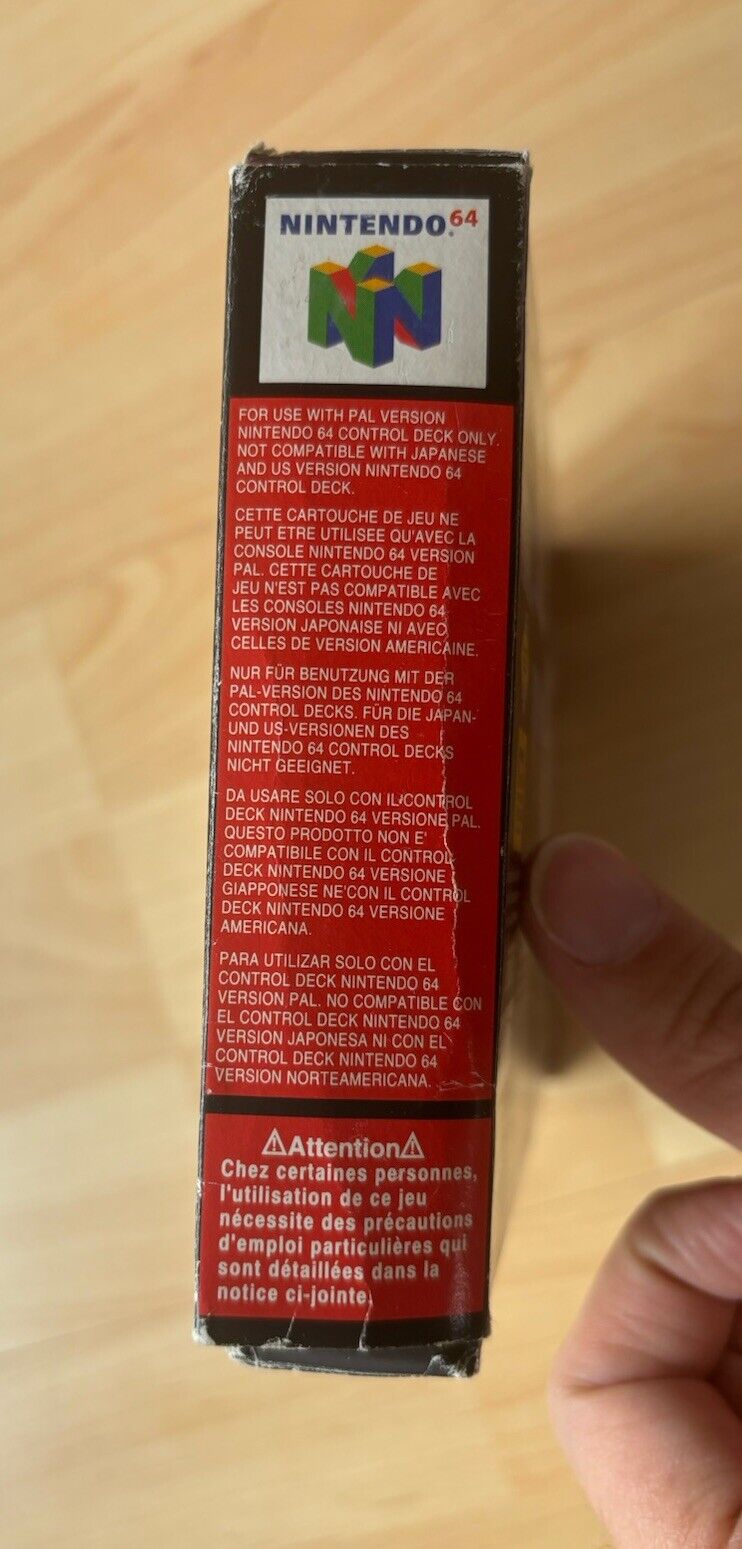 NINTENDO 64
FOR USE WITH PAL VERSION
NINTENDO 64 CONTROL DECK ONLY.
NOT COMPATIBLE WITH JAPANESE
AND US VERSION NINTENDO 64
CONTROL DECK.
CETTE CARTOUCHE DE JEU NE
PEUT ETRE UTILISEE QU'AVEC LA
CONSOLE NINTENDO 64 VERSION
PAL. CETTE CARTOUCHE DE
JEU N'EST PAS COMPATIBLE AVEC
LES CONSOLES NINTENDO 64
VERSION JAPONAISE NI AVEC
CELLES DE VERSION AMERICAINE.
NUR FÜR BENUTZUNG MIT DER
PAL-VERSION DES NINTENDO 64
CONTROL DECKS. FÜR DIE JAPAN-
UND US-VERSIONEN DES
NINTENDO 64 CONTROL DECKS
NICHT GEEIGNET.
DA USARE SOLO CON IL CONTROL
DECK NINTENDO 64 VERSIONE PAL.
QUESTO PRODOTTO NON E'
COMPATIBILE CON IL CONTROL
DECK NINTENDO 64 VERSIONE
GIAPPONESE NE'CON IL CONTROL
DECK NINTENDO 64 VERSIONE
AMERICANA.
PARA UTILIZAR SOLO CON EL
CONTROL DECK NINTENDO 64
VERSION PAL. NO COMPATIBLE CON
EL CONTROL DECK NINTENDO 64
VERSION JAPONESA NI CON EL
CONTROL DECK NINTENDO 64
VERSION NORTEAMERICANA.
⚠Attention⚠
Chez certaines personnes,
l'utilisation de ce jeu
nécessite des précautions
d'emploi particulières qui
sont détaillées dans la
notice ci-jointe.